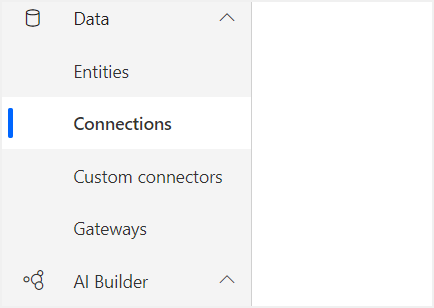 Data
Entities
Connections
Custom connectors
Gateways
AI Builder